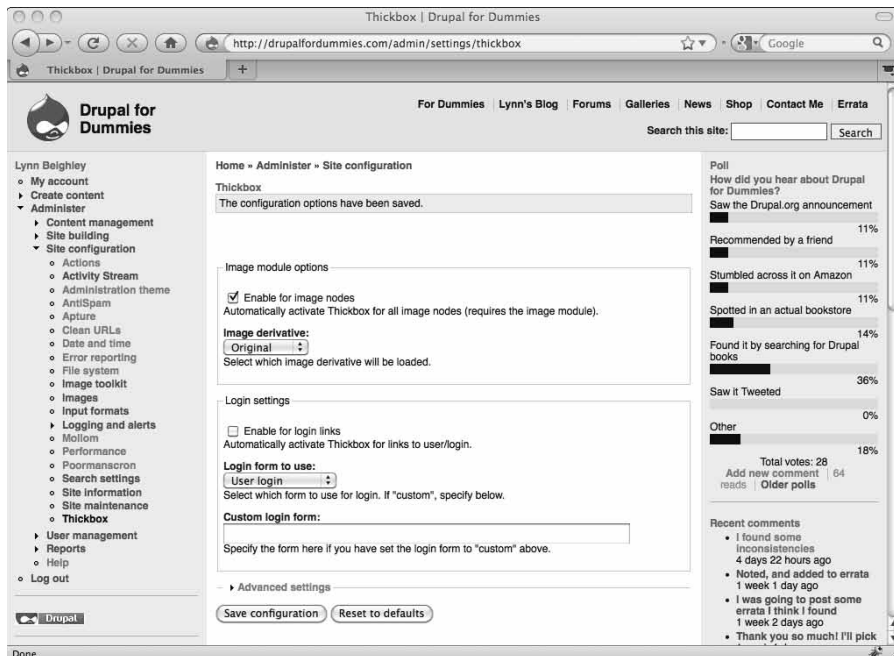 Thickbox | Drupal for Dummies
http://drupalfordummies.com/admin/settings/thickbox
Google
Thickbox | Drupal for Dummies
+
Drupal for
Dummies
For Dummies | Lynn's Blog | Forums | Galleries | News | Shop | Contact Me | Errata
Search this site:
Search
Lynn Beighley
My account
Create content
Administer
Content management
Site building
Site configuration
Actions
Activity Stream
Administration theme
AntiSpam
Apture
Clean URLs
Date and time
Error reporting
File system
Image toolkit
Images
Input formats
Logging and alerts
Mollom
Performance
Poormanscron
Search settings
Site information
Site maintenance
Thickbox
User management
Reports
Help
Log out
Drupal
Home » Administer » Site configuration
Thickbox
The configuration options have been saved.
Image module options
Enable for image nodes
Automatically activate Thickbox for all image nodes (requires the image module).
Image derivative:
Original
Select which image derivative will be loaded.
Login settings
Enable for login links
Automatically activate Thickbox for links to user/login.
Login form to use:
User login
Select which form to use for login. If "custom", specify below.
Custom login form:
Specify the form here if you have set the login form to "custom" above.
Advanced settings
Save configuration
Reset to defaults
Poll
How did you hear about Drupal
for Dummies?
Saw the Drupal.org announcement
11%
Recommended by a friend
11%
Stumbled across it on Amazon
11%
Spotted in an actual bookstore
14%
Found it by searching for Drupal
books
36%
Saw it Tweeted
0%
Other
18%
Total votes: 28
Add new comment | 64
reads | Older polls
Recent comments
I found some
inconsistencies
4 days 22 hours ago
Noted, and added to errata
1 week 1 day ago
I was going to post some
errata I think I found
1 week 2 days ago
Thank you so much! I'll pick
Done